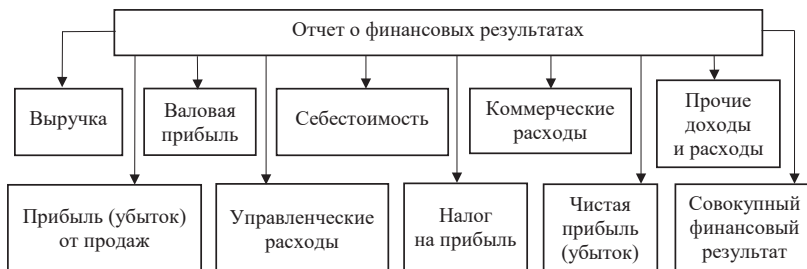 Отчет о финансовых результатах
Выручка
Валовая
прибыль
Себестоимость
Коммерческие
расходы
Прочие
доходы
и расходы
Прибыль (убыток)
от продаж
Управленческие
расходы
Налог
на прибыль
Чистая
прибыль
(убыток)
Совокупный
финансовый
результат